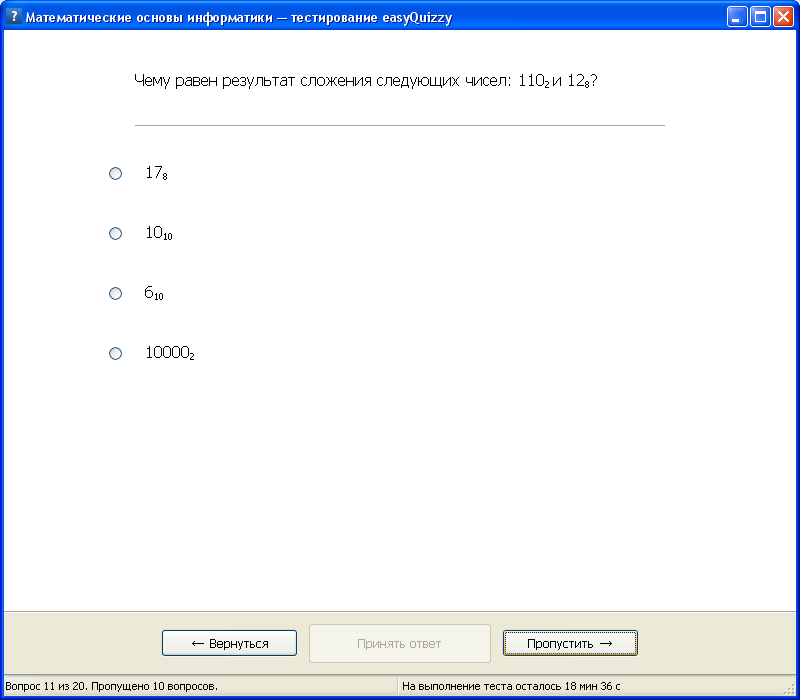 Математические основы информатики — тестирование easyQuizzy
Чему равен результат сложения следующих чисел: 110₂ и 12₈?
17₈
10₁₀
6₁₀
10000₂
← Вернуться
Принять ответ
Пропустить →
Вопрос 11 из 20. Пропущено 10 вопросов.
На выполнение теста осталось 18 мин 36 с